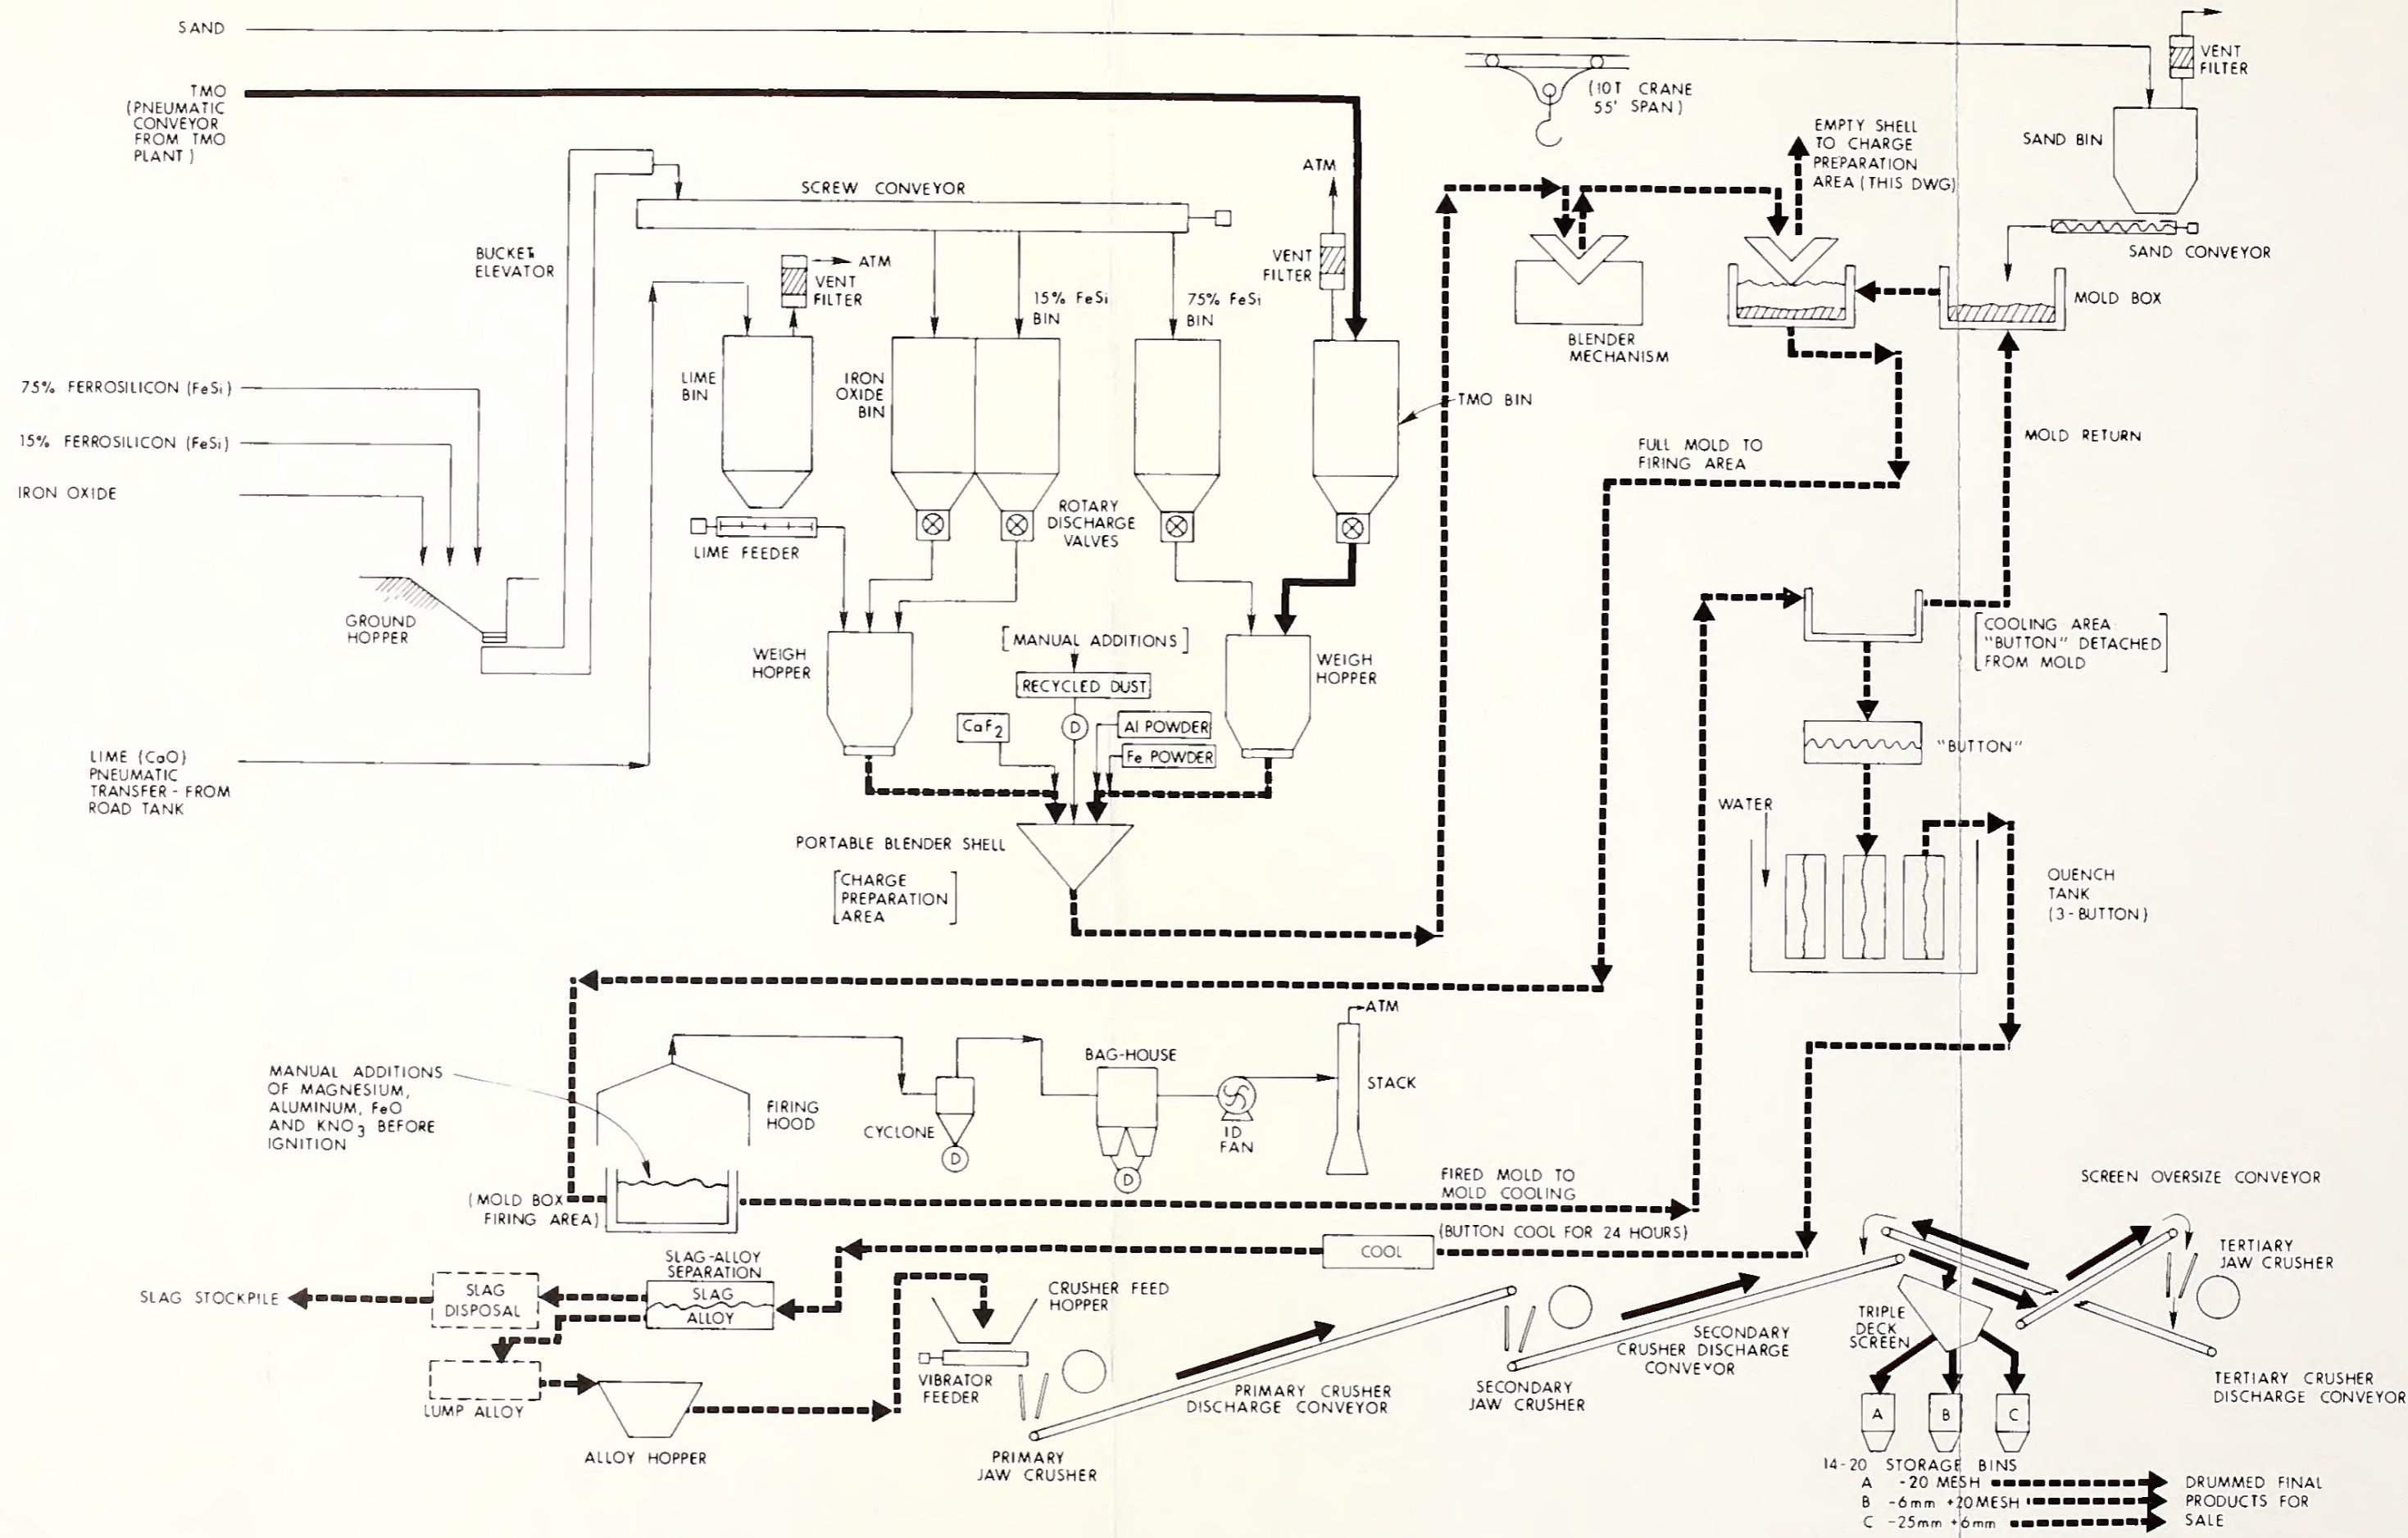 SAND
TMO
(PNEUMATIC
CONVEYOR
FROM TMO
PLANT)
(10T CRANE
55' SPAN)
VENT
FILTER
SAND BIN
EMPTY SHELL
TO CHARGE
PREPARATION
AREA (THIS DWG)
SAND CONVEYOR
MOLD BOX
ATM
VENT
FILTER
SCREW CONVEYOR
BUCKET
ELEVATOR
ATM
VENT
FILTER
15% FeSi
BIN
75% FeSi
BIN
BLENDER
MECHANISM
LIME
BIN
IRON
OXIDE
BIN
TMO BIN
75% FERROSILICON (FeSi)
15% FERROSILICON (FeSi)
IRON OXIDE
FULL MOLD TO
FIRING AREA
MOLD RETURN
ROTARY
DISCHARGE
VALVES
LIME FEEDER
GROUND
HOPPER
WEIGH
HOPPER
[MANUAL ADDITIONS]
RECYCLED DUST
D
CaF2
Al POWDER
Fe POWDER
WEIGH
HOPPER
[COOLING AREA
"BUTTON" DETACHED
FROM MOLD]
"BUTTON"
LIME (CaO)
PNEUMATIC
TRANSFER - FROM
ROAD TANK
PORTABLE BLENDER SHELL
[CHARGE
PREPARATION
AREA]
WATER
QUENCH
TANK
(3-BUTTON)
MANUAL ADDITIONS
OF MAGNESIUM,
ALUMINUM, FeO
AND KNO3 BEFORE
IGNITION
FIRING
HOOD
CYCLONE
D
BAG-HOUSE
D
ID
FAN
ATM
STACK
(MOLD BOX
FIRING AREA)
FIRED MOLD TO
MOLD COOLING
(BUTTON COOL FOR 24 HOURS)
COOL
SLAG-ALLOY
SEPARATION
SLAG
ALLOY
SLAG
DISPOSAL
SLAG STOCKPILE
LUMP ALLOY
ALLOY HOPPER
CRUSHER FEED
HOPPER
VIBRATOR
FEEDER
PRIMARY
JAW CRUSHER
PRIMARY CRUSHER
DISCHARGE CONVEYOR
SECONDARY
JAW CRUSHER
SECONDARY
CRUSHER DISCHARGE
CONVEYOR
SCREEN OVERSIZE CONVEYOR
TERTIARY
JAW CRUSHER
TRIPLE
DECK
SCREEN
TERTIARY CRUSHER
DISCHARGE CONVEYOR
A
B
C
14-20 STORAGE BINS
A -20 MESH
B -6mm +20MESH
C -25mm +6mm
DRUMMED FINAL
PRODUCTS FOR
SALE